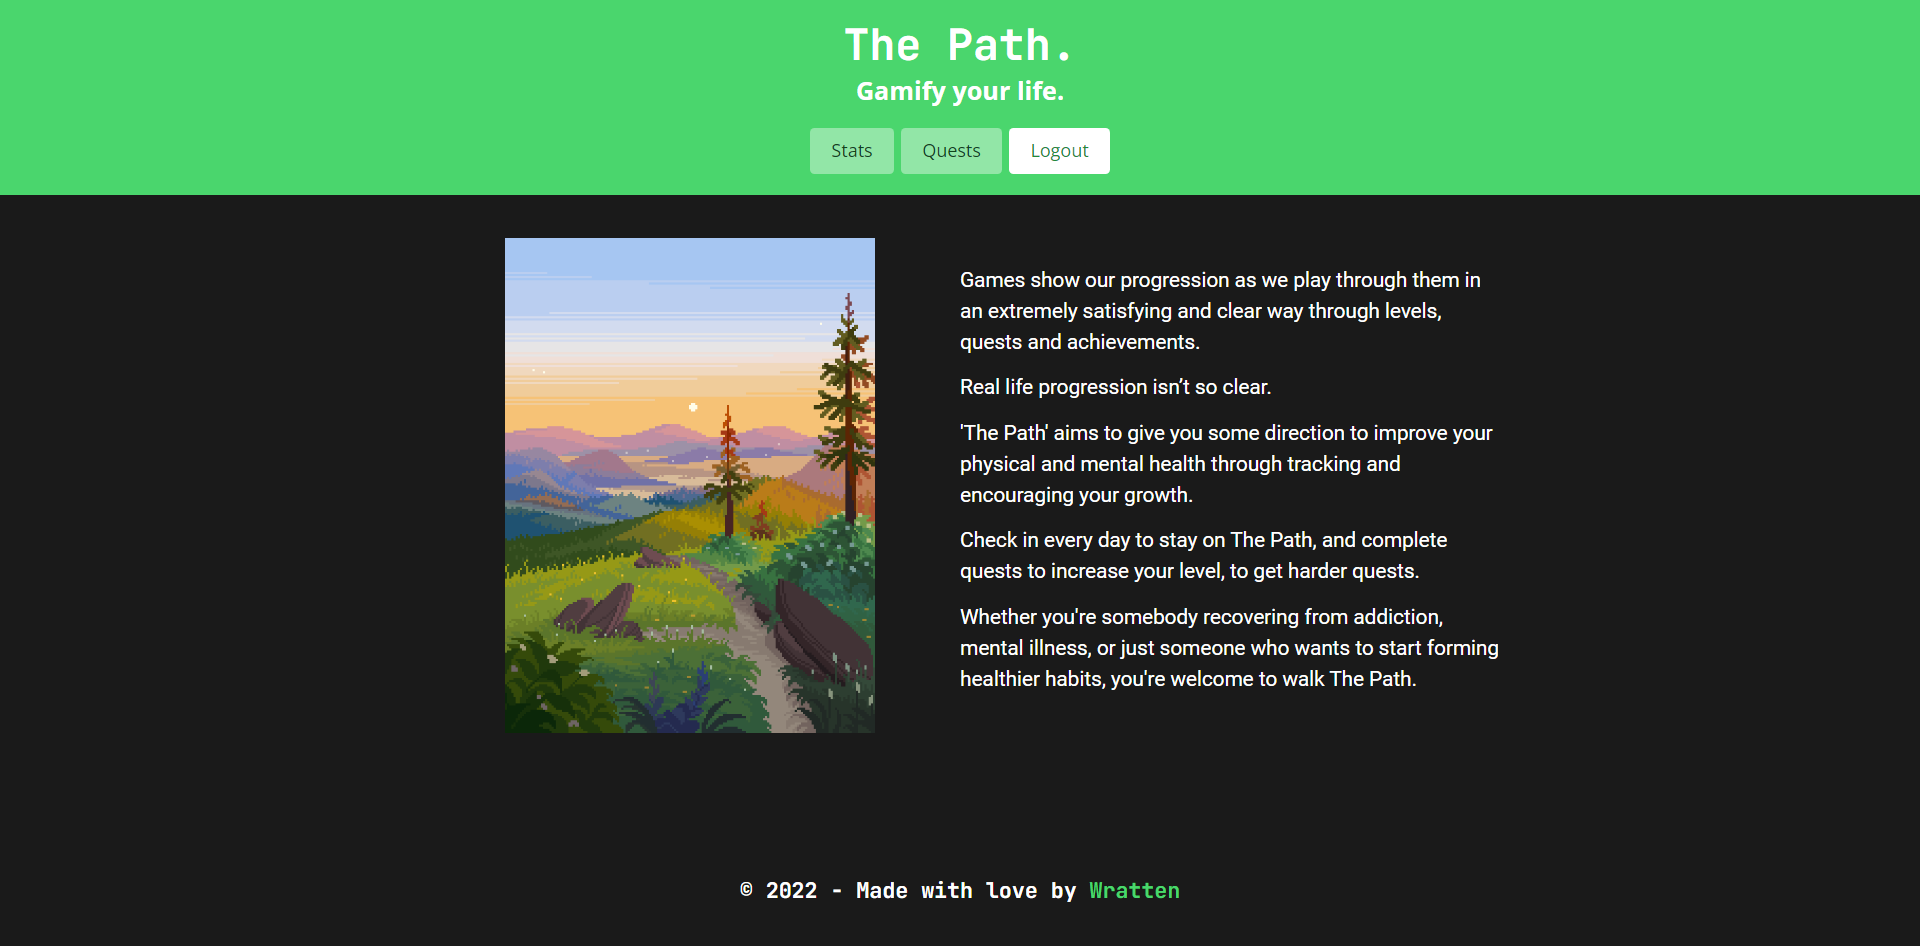 The Path.
Gamify your life.
Stats Quests Logout
Games show our progression as we play through them in
an extremely satisfying and clear way through levels,
quests and achievements.
Real life progression isn’t so clear.
'The Path' aims to give you some direction to improve your
physical and mental health through tracking and
encouraging your growth.
Check in every day to stay on The Path, and complete
quests to increase your level, to get harder quests.
Whether you're somebody recovering from addiction,
mental illness, or just someone who wants to start forming
healthier habits, you're welcome to walk The Path.
© 2022 - Made with love by Wratten